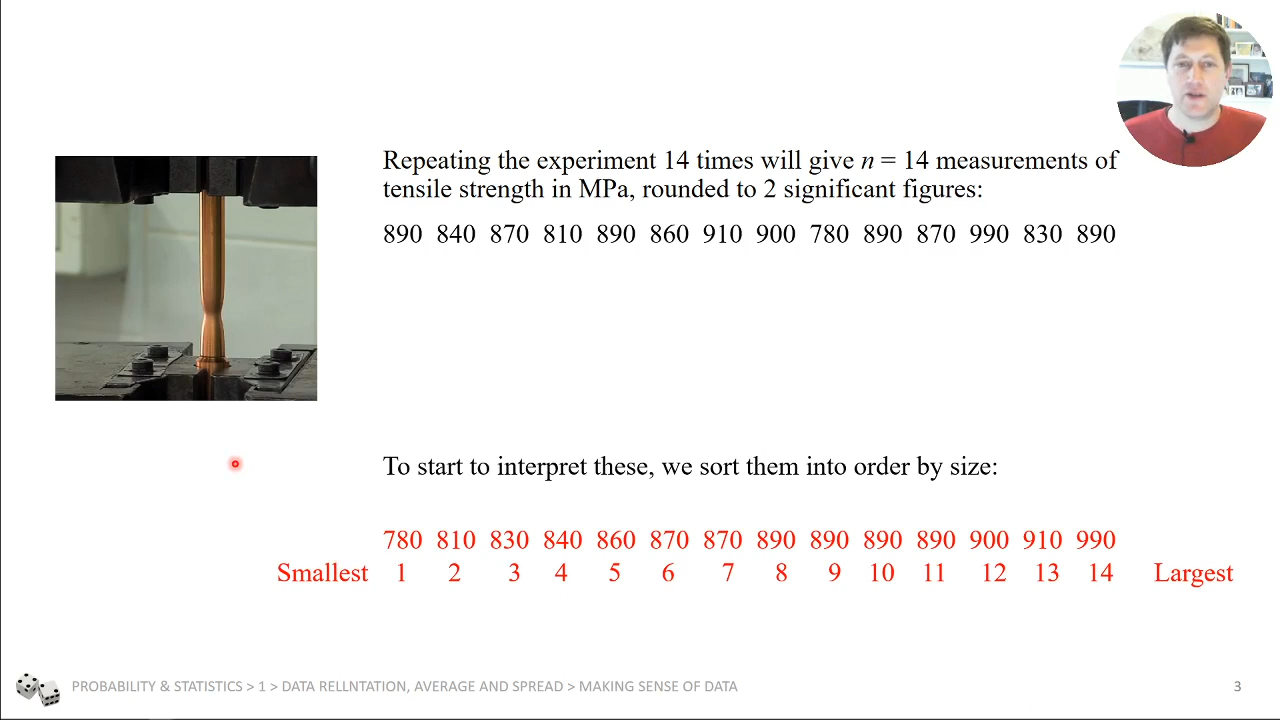 Repeating the experiment 14 times will give n = 14 measurements of
tensile strength in MPa, rounded to 2 significant figures:
890 840 870 810 890 860 910 900 780 890 870 990 830 890
To start to interpret these, we sort them into order by size:
780 810 830 840 860 870 870 890 890 890 890 900 910 990
Smallest 1 2 3 4 5 6 7 8 9 10 11 12 13 14 Largest
PROBABILITY & STATISTICS > 1 > DATA RELLNTATION, AVERAGE AND SPREAD > MAKING SENSE OF DATA
3